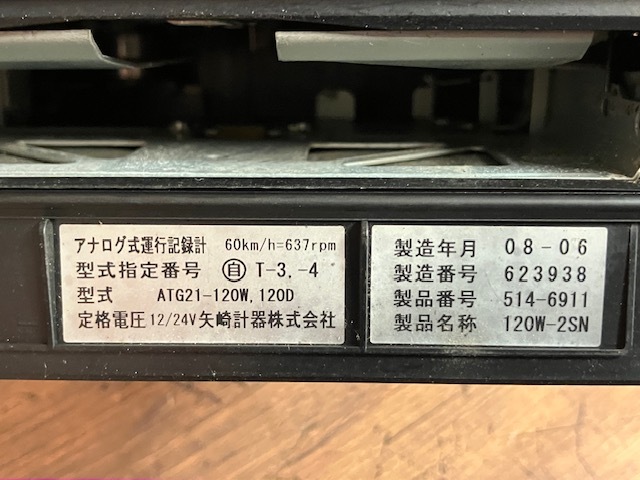 アナログ式運行記録計 60km/h=637rpm
型式指定番号 ㊀自 T-3.-4
型式 ATG21-120W,120D
定格電圧12/24V矢崎計器株式会社
製造年月 08-06
製造番号 623938
製品番号 514-6911
製品名称 120W-2SN